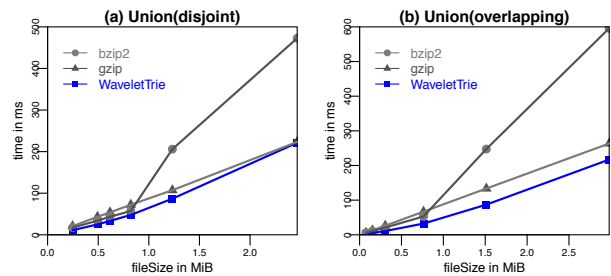 (a) Union(disjoint)
time in ms
0 100 200 300 400 500
bzip2
gzip
WaveletTrie
0.0 0.5 1.0 1.5 2.0
fileSize in MiB
(b) Union(overlapping)
time in ms
0 100 200 300 400 500 600
bzip2
gzip
WaveletTrie
0.0 0.5 1.0 1.5 2.0 2.5
fileSize in MiB